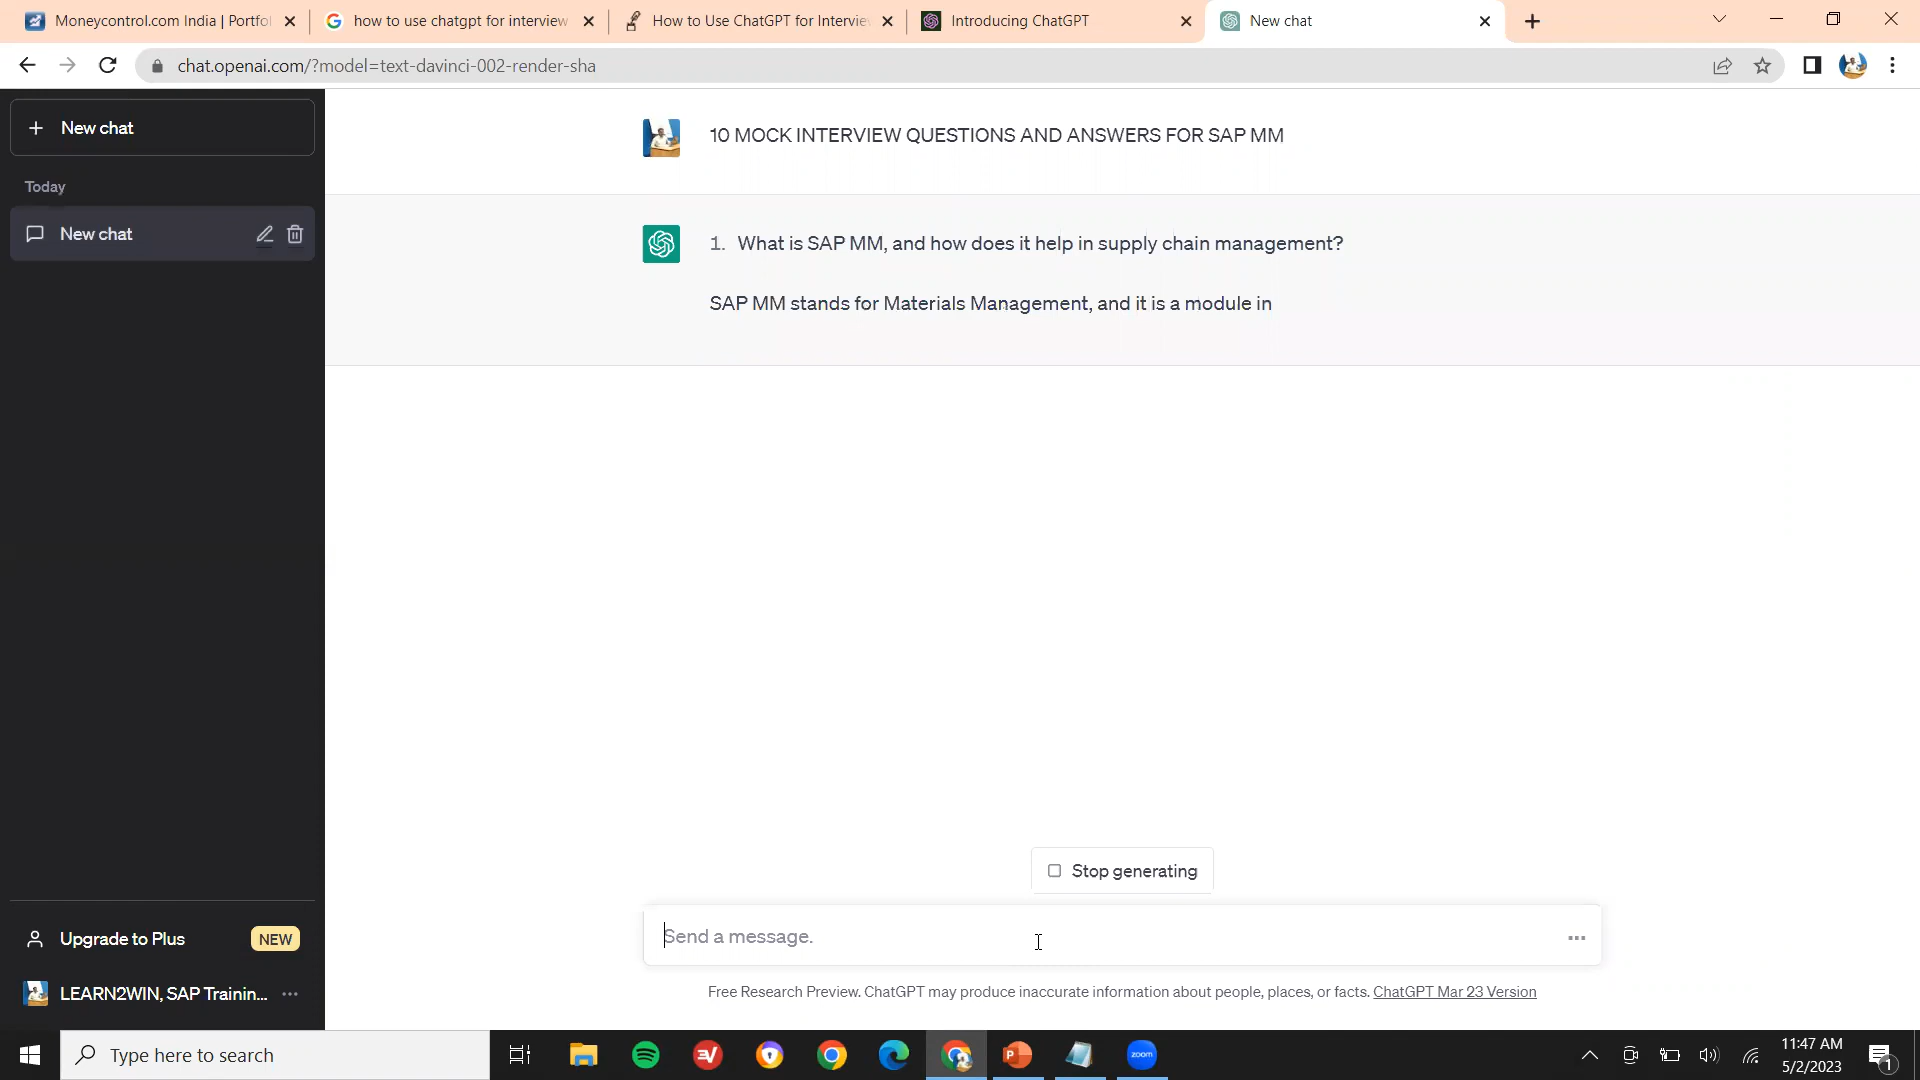 Moneycontrol.com India | Portfol
how to use chatgpt for interview
How to Use ChatGPT for Intervie
Introducing ChatGPT
New chat
chat.openai.com/?model=text-davinci-002-render-sha
New chat
Today
New chat
10 MOCK INTERVIEW QUESTIONS AND ANSWERS FOR SAP MM
1. What is SAP MM, and how does it help in supply chain management?
SAP MM stands for Materials Management, and it is a module in
Stop generating
Send a message.
Free Research Preview. ChatGPT may produce inaccurate information about people, places, or facts. ChatGPT Mar 23 Version
Upgrade to Plus
NEW
LEARN2WIN, SAP Trainin...
Type here to search
EV
P
zoom
11:47 AM
5/2/2023
1